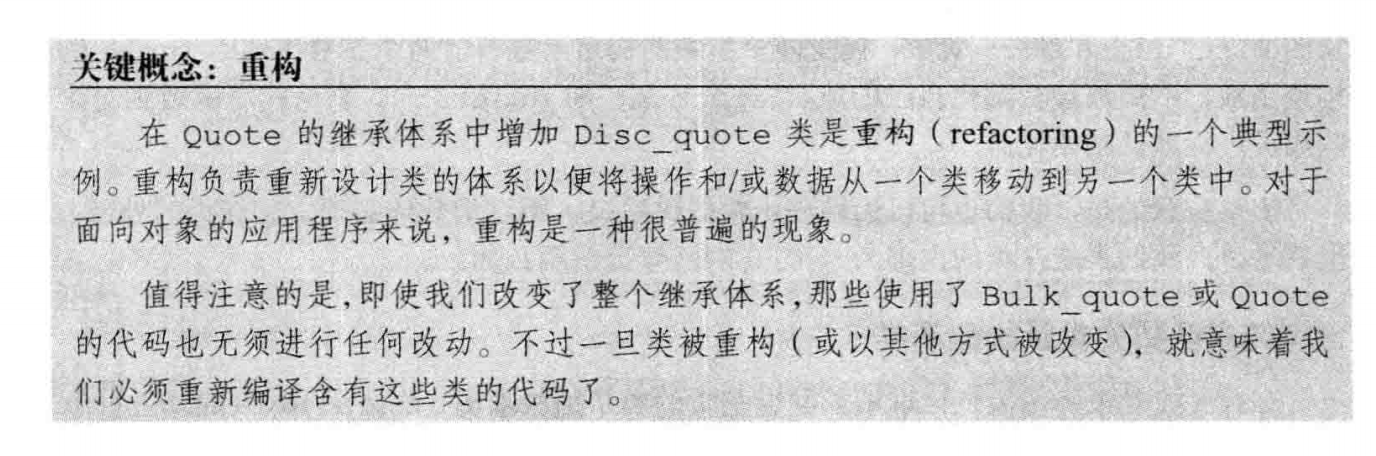 关键概念：重构
在 Quote 的继承体系中增加 Disc_quote 类是重构（refactoring）的一个典型示
例。重构负责重新设计类的体系以便将操作和/或数据从一个类移动到另一个类中。对于
面向对象的应用程序来说，重构是一种很普遍的现象。
值得注意的是，即使我们改变了整个继承体系，那些使用了 Bulk_quote 或 Quote
的代码也无须进行任何改动。不过一旦类被重构（或以其他方式被改变），就意味着我
们必须重新编译含有这些类的代码了。